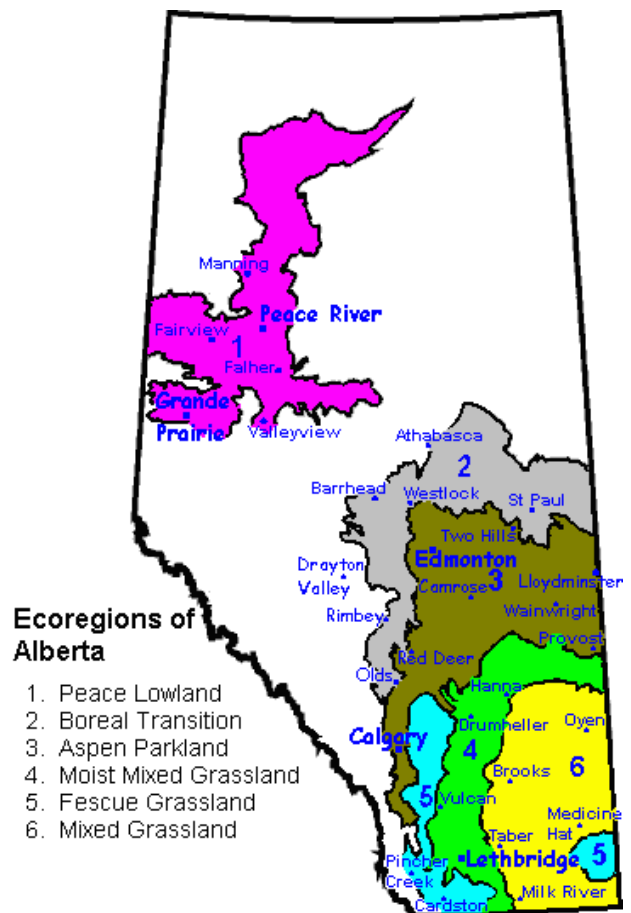 Manning
Peace River
Fairview
1
Falher
Grande
Prairie
Valleyview
Athabasca
2
Barrhead
Westlock
St Paul
Two Hills
Edmonton
Drayton
Valley
3
Lloydminster
Camrose
Wainwright
Rimbey
Provost
Red Deer
Olds
Hanna
Drumheller
Oyen
Calgary
4
6
Brooks
5
Vulcan
Medicine
Hat
Taber
Lethbridge
5
Pincher
Creek
Milk River
Cardston
Ecoregions of
Alberta
1. Peace Lowland
2. Boreal Transition
3. Aspen Parkland
4. Moist Mixed Grassland
5. Fescue Grassland
6. Mixed Grassland